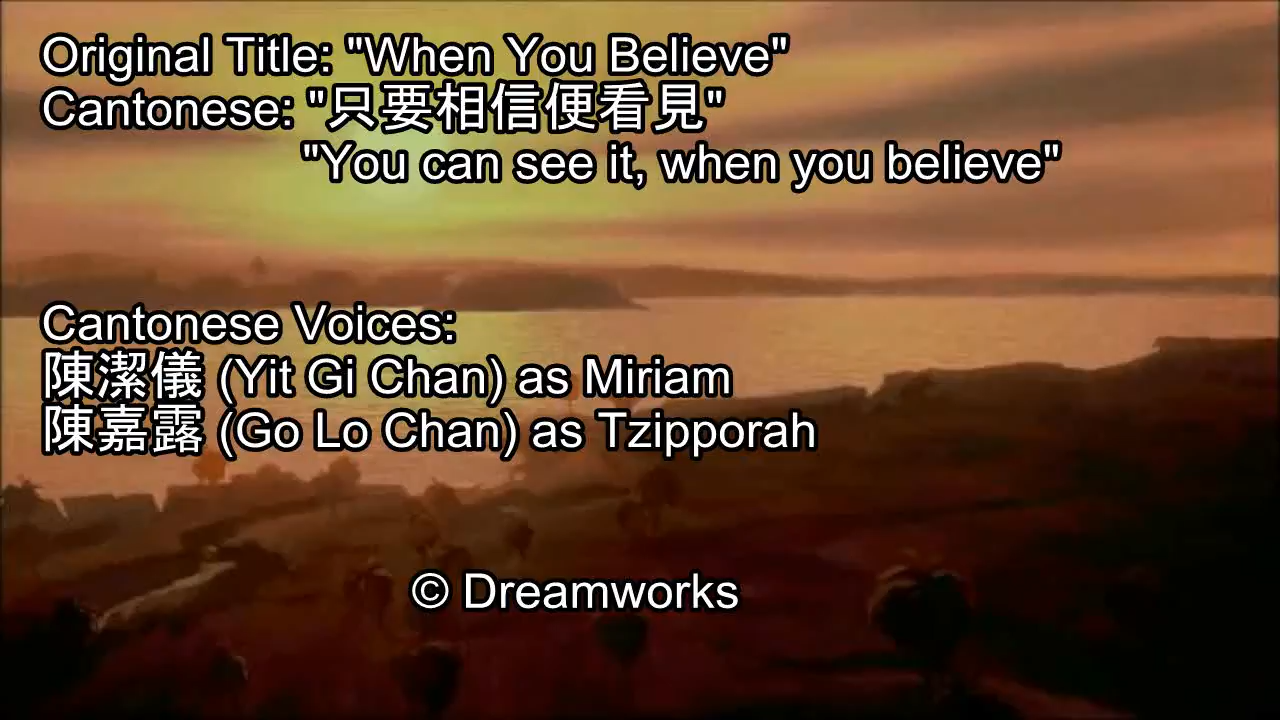 Original Title: "When You Believe"
Cantonese: "只要相信便看見"
"You can see it, when you believe"
Cantonese Voices:
陳潔儀 (Yit Gi Chan) as Miriam
陳嘉露 (Go Lo Chan) as Tzipporah
© Dreamworks